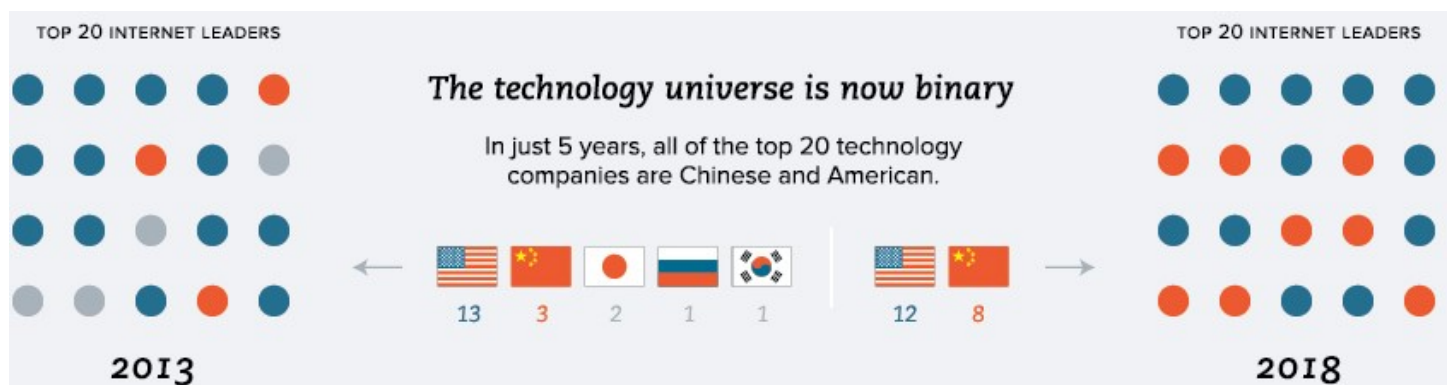 TOP 20 INTERNET LEADERS
TOP 20 INTERNET LEADERS
The technology universe is now binary
In just 5 years, all of the top 20 technology
companies are Chinese and American.
13 3 2 1 1 12 8
2013
2018